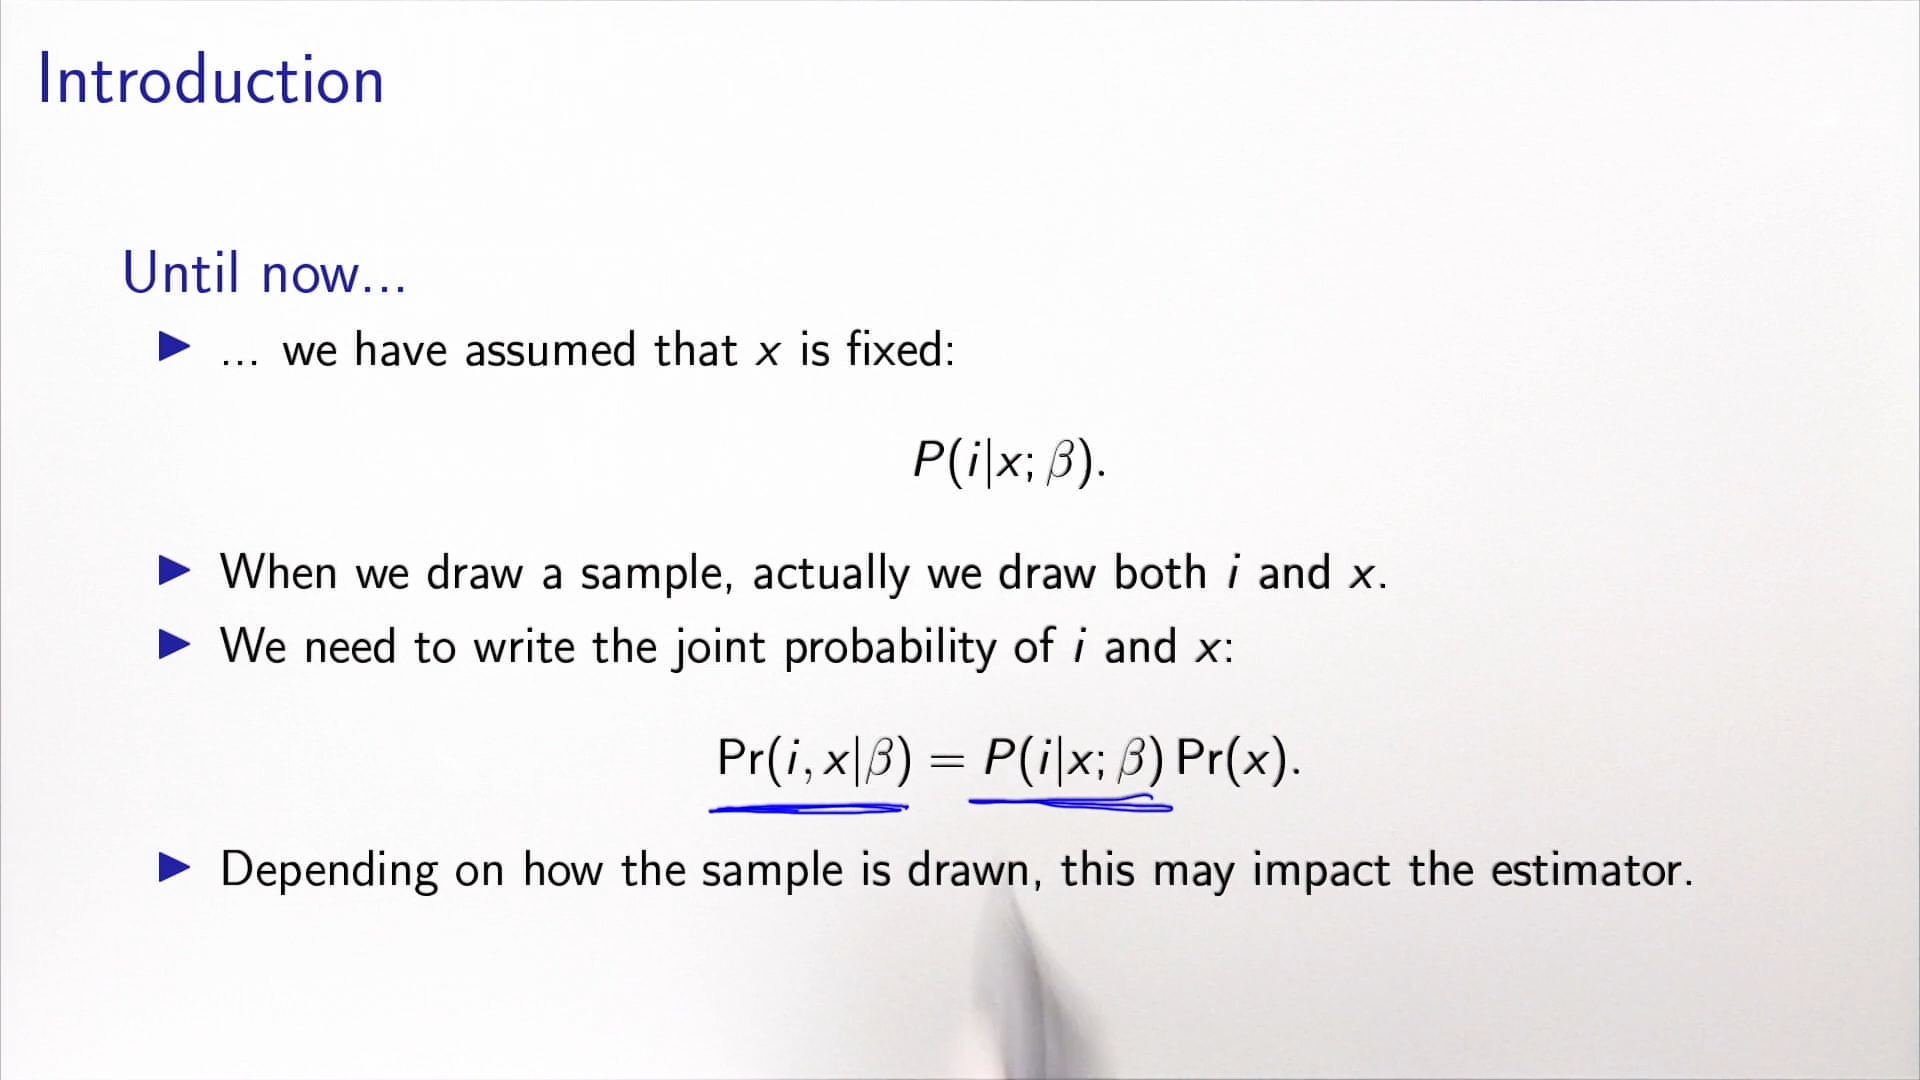 Introduction
Until now...
▶ ... we have assumed that x is fixed:
P(i|x; β).
▶ When we draw a sample, actually we draw both i and x.
▶ We need to write the joint probability of i and x:
Pr(i, x|β) = P(i|x; β) Pr(x).
▶ Depending on how the sample is drawn, this may impact the estimator.